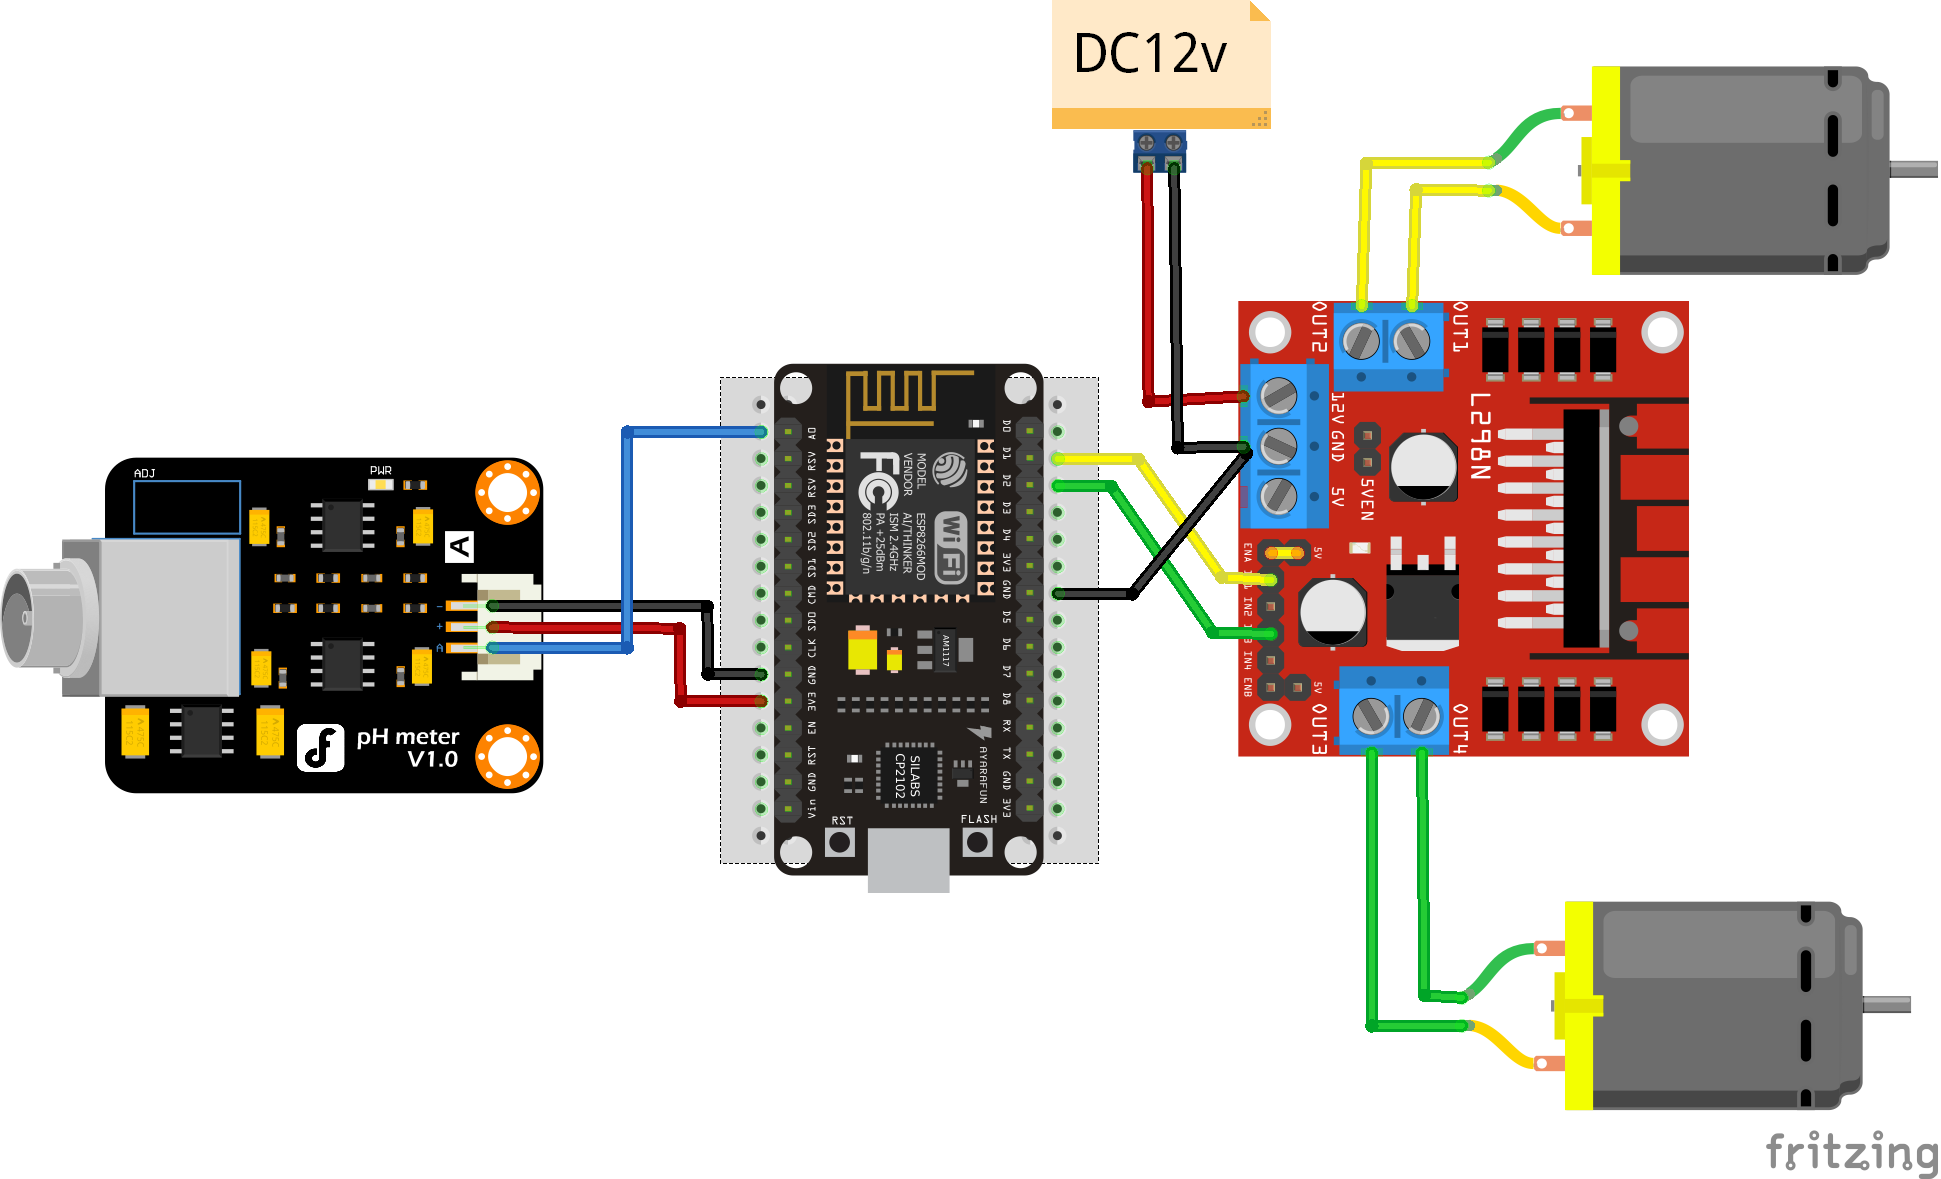 DC12v
ADJ
PWR
A
-
+
A
pH meter
V1.0
A0
RSV
RSV
SD3
SD2
SD1
CMD
SD0
CLK
GND
3V3
EN
RST
GND
Vin
D0
D1
D2
D3
D4
3V3
GND
D5
D6
D7
D8
RX
TX
GND
3V3
MODEL
VENDOR
ESP8266MOD
AI/THINKER
ISM 2.4GHz
PA +25dBm
802.11b/g/n
FC
WiFi
AM1117
SILABS
CP2102
AYARAFUN
RST
FLASH
OUT2
OUT1
12V
GND
5V
5VEN
L298N
ENA
5V
IN2
IN4
ENB
5V
OUT3
OUT4
fritzing